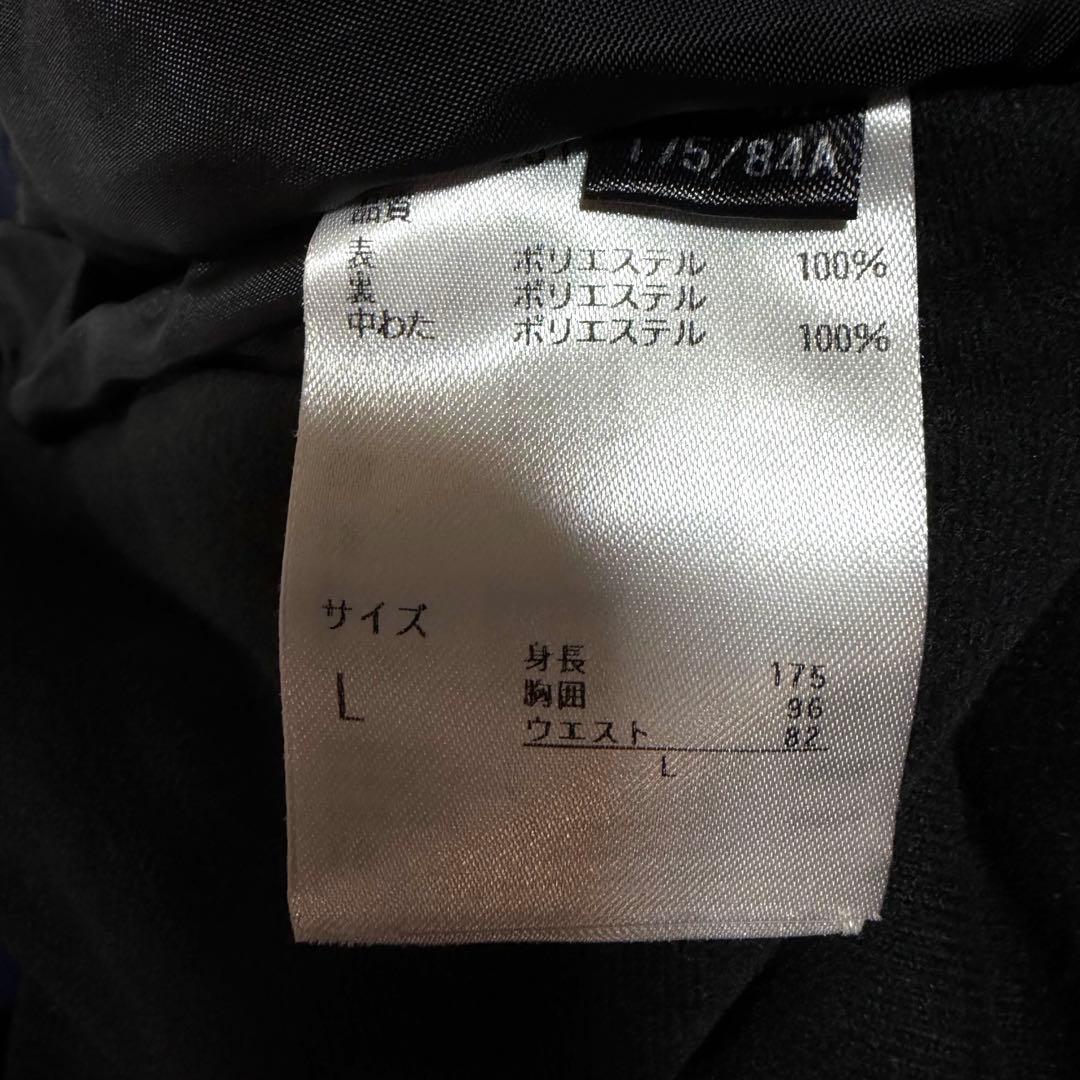 175/84A
品質
表 ポリエステル 100%
裏 ポリエステル
中わた ポリエステル 100%
サイズ
L
身長 175
胸囲 96
ウエスト 82
L